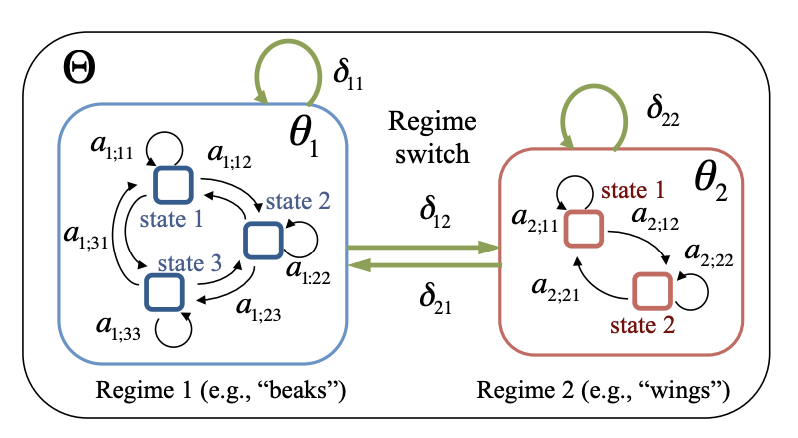 Θ
δ11
a1;11
a1;12
θ1
state 1
state 2
a1;31
state 3
a1;22
a1;23
a1;33
Regime 1 (e.g., “beaks”)
Regime
switch
δ12
δ21
δ22
θ2
state 1
a2;11
a2;12
a2;22
a2;21
state 2
Regime 2 (e.g., “wings”)